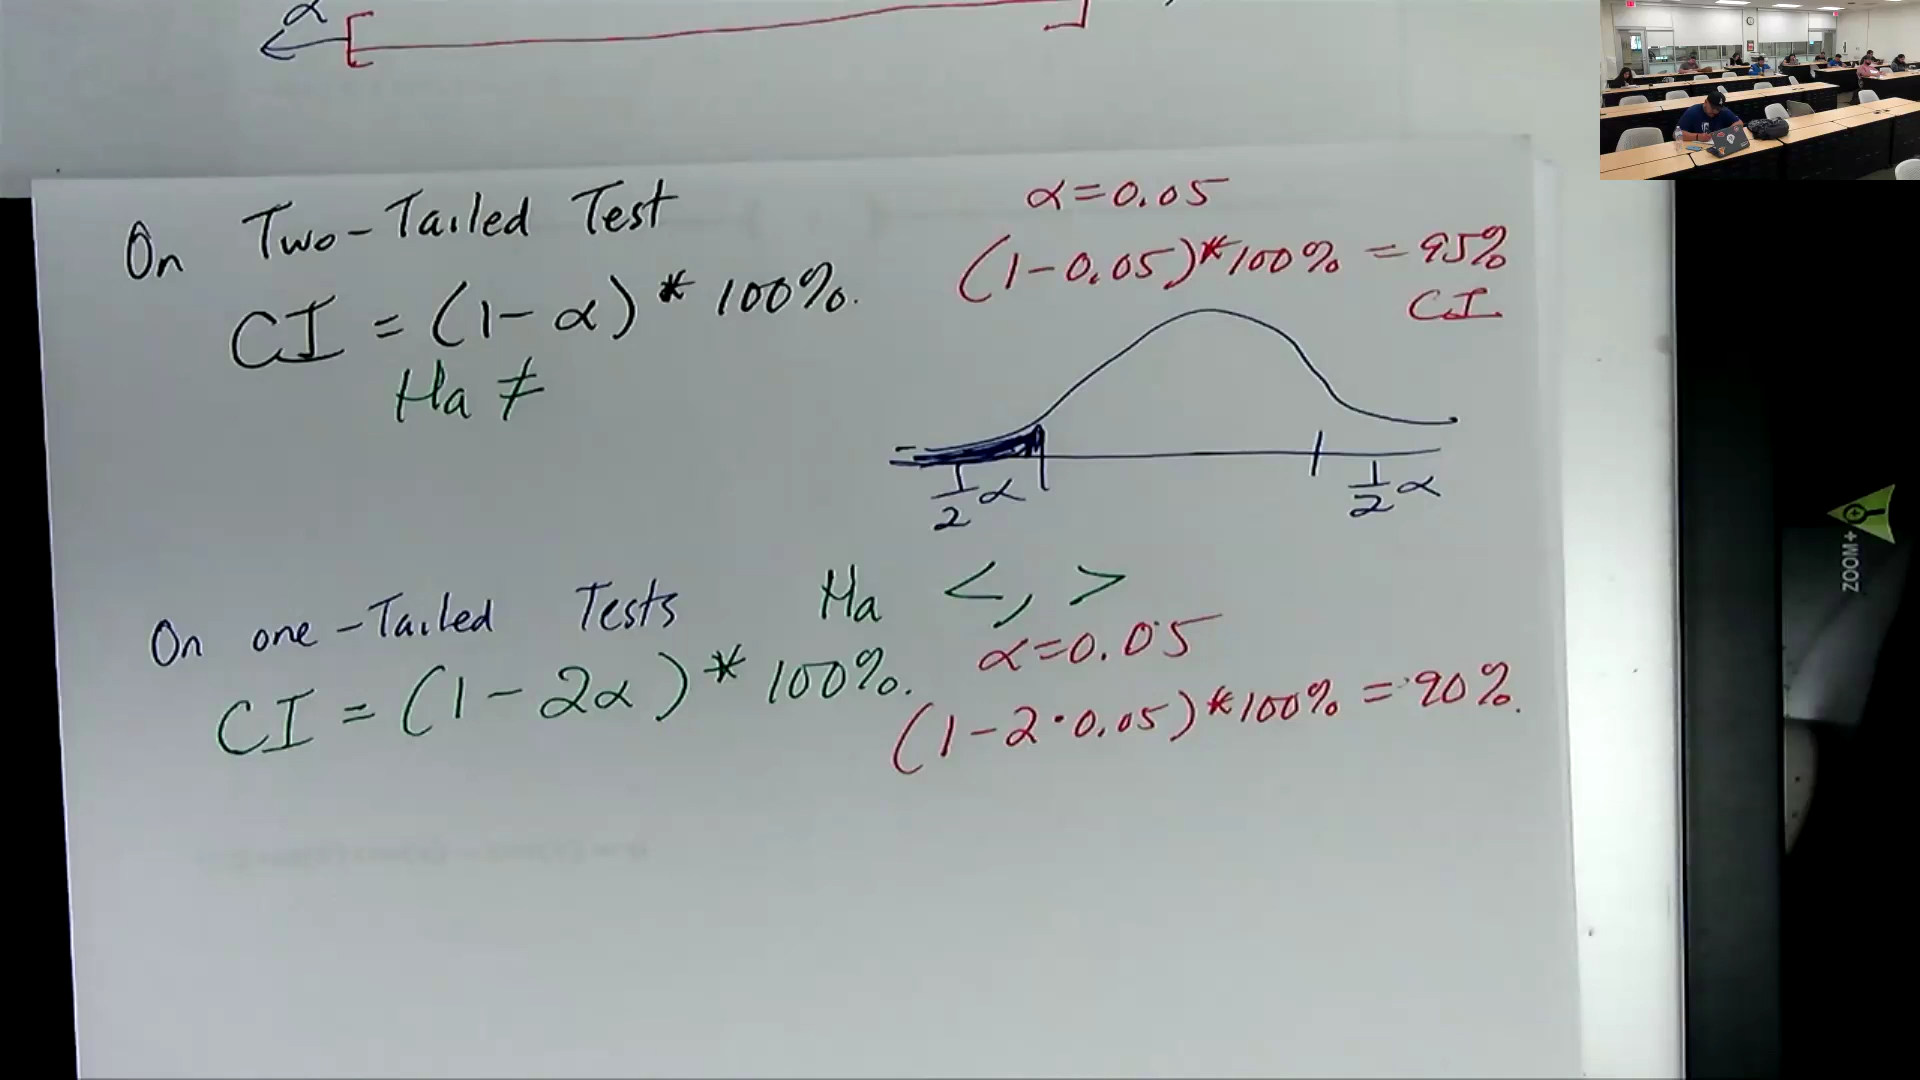 α
On Two-Tailed Test
CI = (1 - α) * 100%.
Ha ≠
α = 0.05
(1 - 0.05) * 100% = 95%
CI
1/2 α
1/2 α
On one-Tailed Tests Ha <, >
CI = (1 - 2α) * 100%.
α = 0.05
(1 - 2 · 0.05) * 100% = 90%.
ZOOM+